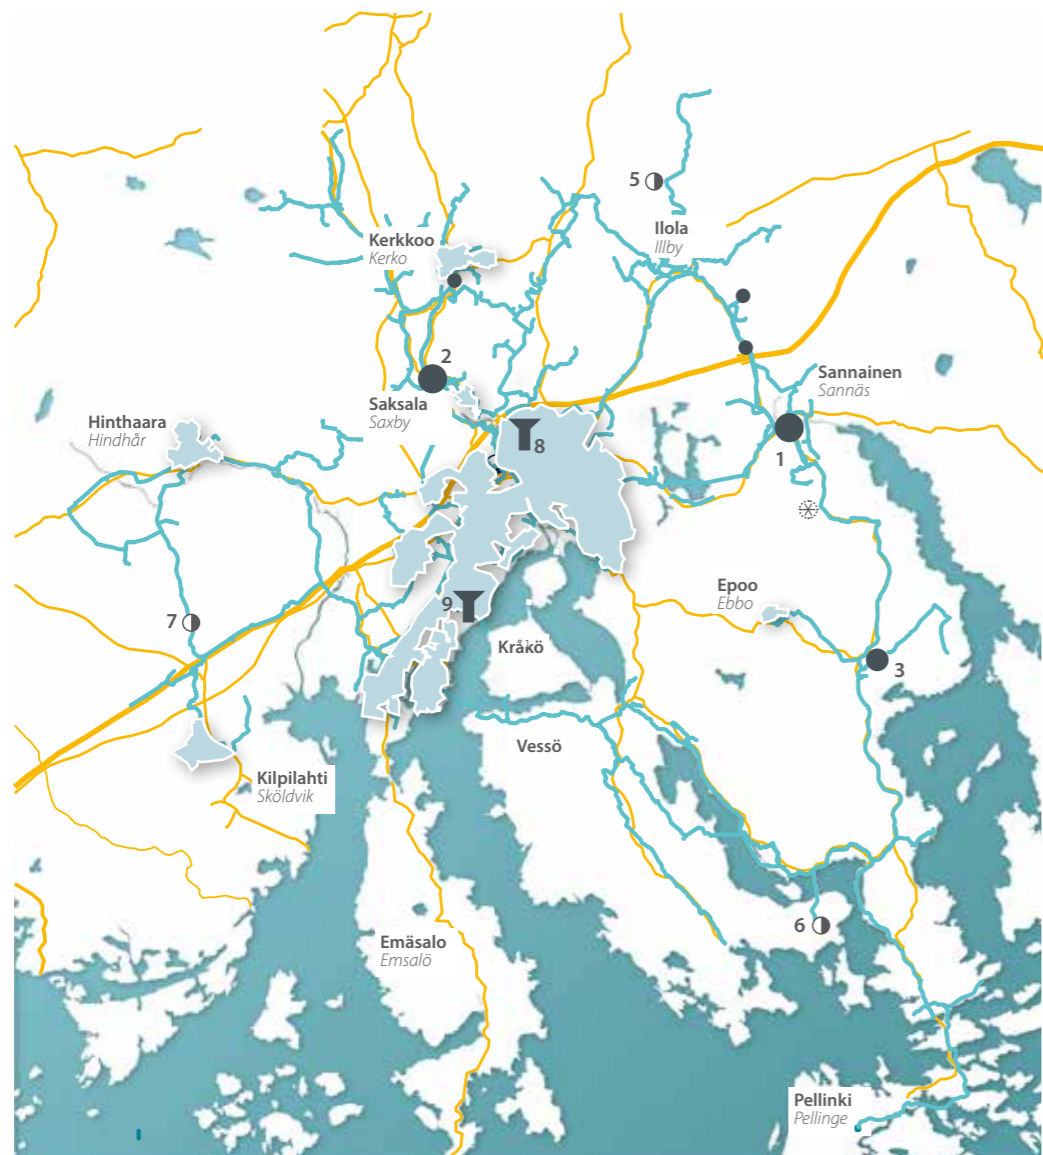 5
Ilola
Illby
Kerkkoo
Kerko
2
Sannainen
Sannäs
Saksala
Saxby
Hinthaara
Hindhår
8
1
Epoo
Ebbo
7
9
Kråkö
3
Vessö
Kilpilahti
Sköldvik
6
Emäsalo
Emsalö
Pellinki
Pellinge